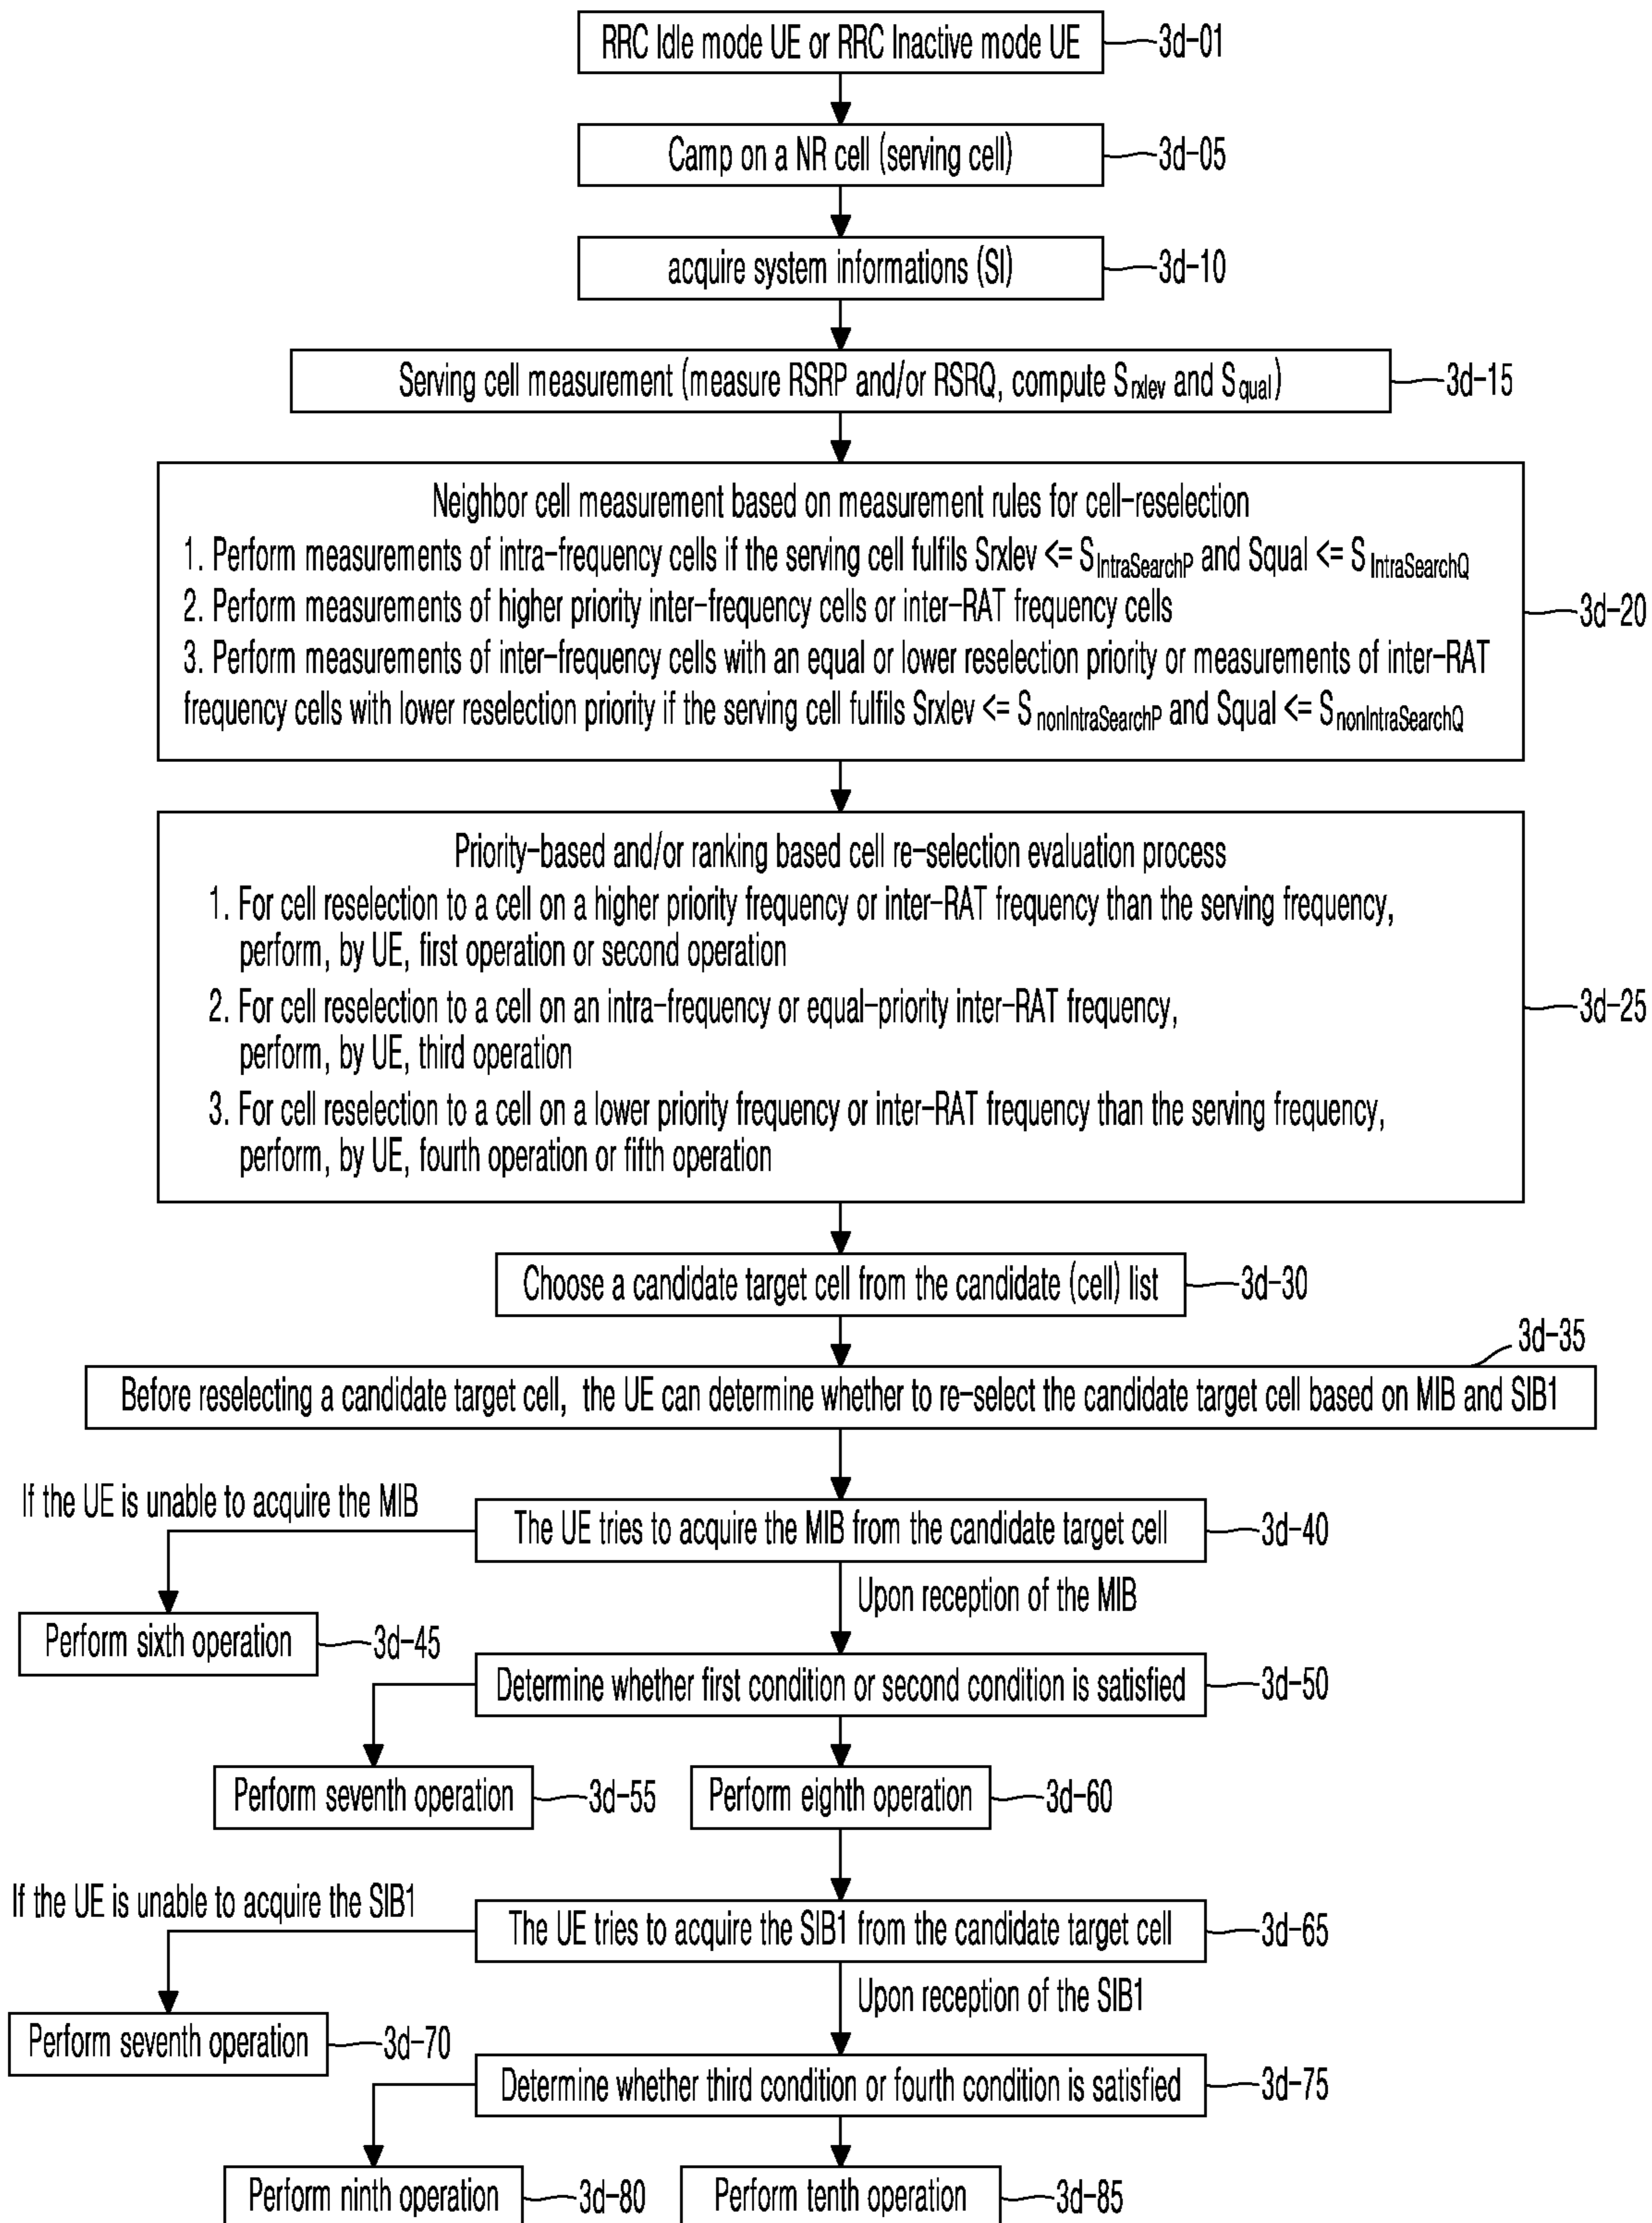 RRC Idle mode UE or RRC Inactive mode UE
3d-01
Camp on a NR cell (serving cell)
3d-05
acquire system informations (SI)
3d-10
Serving cell measurement (measure RSRP and/or RSRQ, compute Srxlev and Squal)
3d-15
Neighbor cell measurement based on measurement rules for cell-reselection
1. Perform measurements of intra-frequency cells if the serving cell fulfils Srxlev <= SIntraSearchP and Squal <= SIntraSearchQ
2. Perform measurements of higher priority inter-frequency cells or inter-RAT frequency cells
3. Perform measurements of inter-frequency cells with an equal or lower reselection priority or measurements of inter-RAT
frequency cells with lower reselection priority if the serving cell fulfils Srxlev <= SnonIntraSearchP and Squal <= SnonIntraSearchQ
3d-20
Priority-based and/or ranking based cell re-selection evaluation process
1. For cell reselection to a cell on a higher priority frequency or inter-RAT frequency than the serving frequency,
perform, by UE, first operation or second operation
2. For cell reselection to a cell on an intra-frequency or equal-priority inter-RAT frequency,
perform, by UE, third operation
3. For cell reselection to a cell on a lower priority frequency or inter-RAT frequency than the serving frequency,
perform, by UE, fourth operation or fifth operation
3d-25
Choose a candidate target cell from the candidate (cell) list
3d-30
3d-35
Before reselecting a candidate target cell, the UE can determine whether to re-select the candidate target cell based on MIB and SIB1
If the UE is unable to acquire the MIB
The UE tries to acquire the MIB from the candidate target cell
3d-40
Upon reception of the MIB
Perform sixth operation
3d-45
Determine whether first condition or second condition is satisfied
3d-50
Perform seventh operation
3d-55
Perform eighth operation
3d-60
If the UE is unable to acquire the SIB1
The UE tries to acquire the SIB1 from the candidate target cell
3d-65
Upon reception of the SIB1
Perform seventh operation
3d-70
Determine whether third condition or fourth condition is satisfied
3d-75
Perform ninth operation
3d-80
Perform tenth operation
3d-85